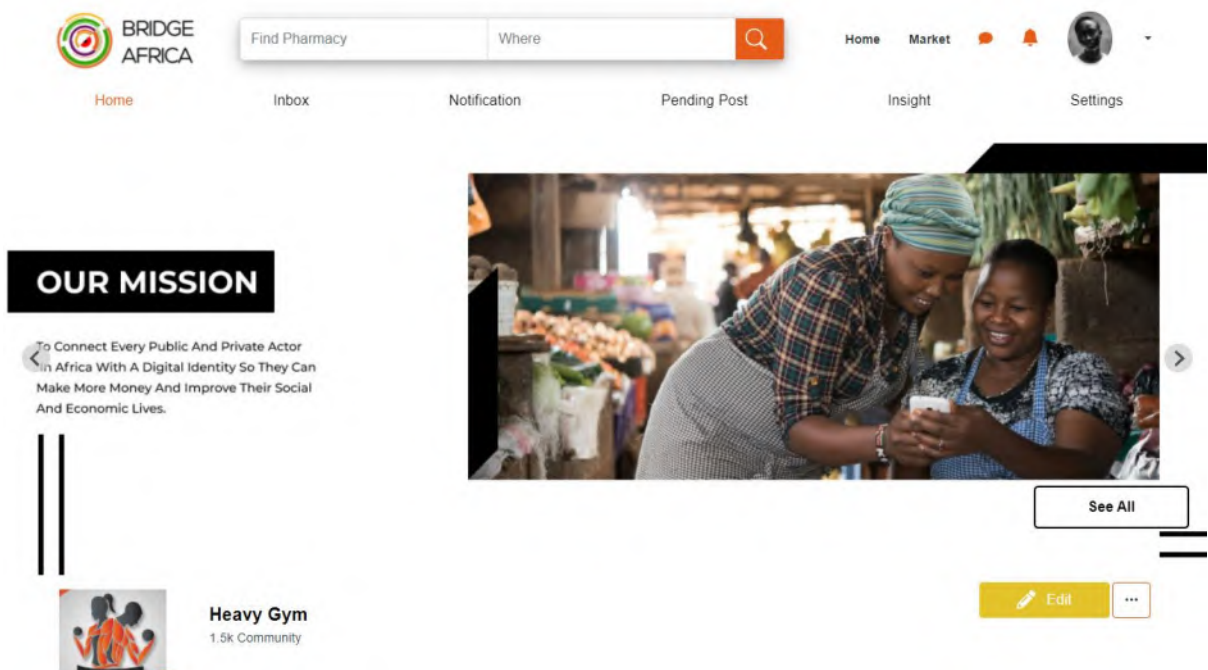 BRIDGE
AFRICA
Find Pharmacy
Where
Home
Market
Home
Inbox
Notification
Pending Post
Insight
Settings
OUR MISSION
To Connect Every Public And Private Actor
In Africa With A Digital Identity So They Can
Make More Money And Improve Their Social
And Economic Lives.
See All
Heavy Gym
1.5k Community
Edit